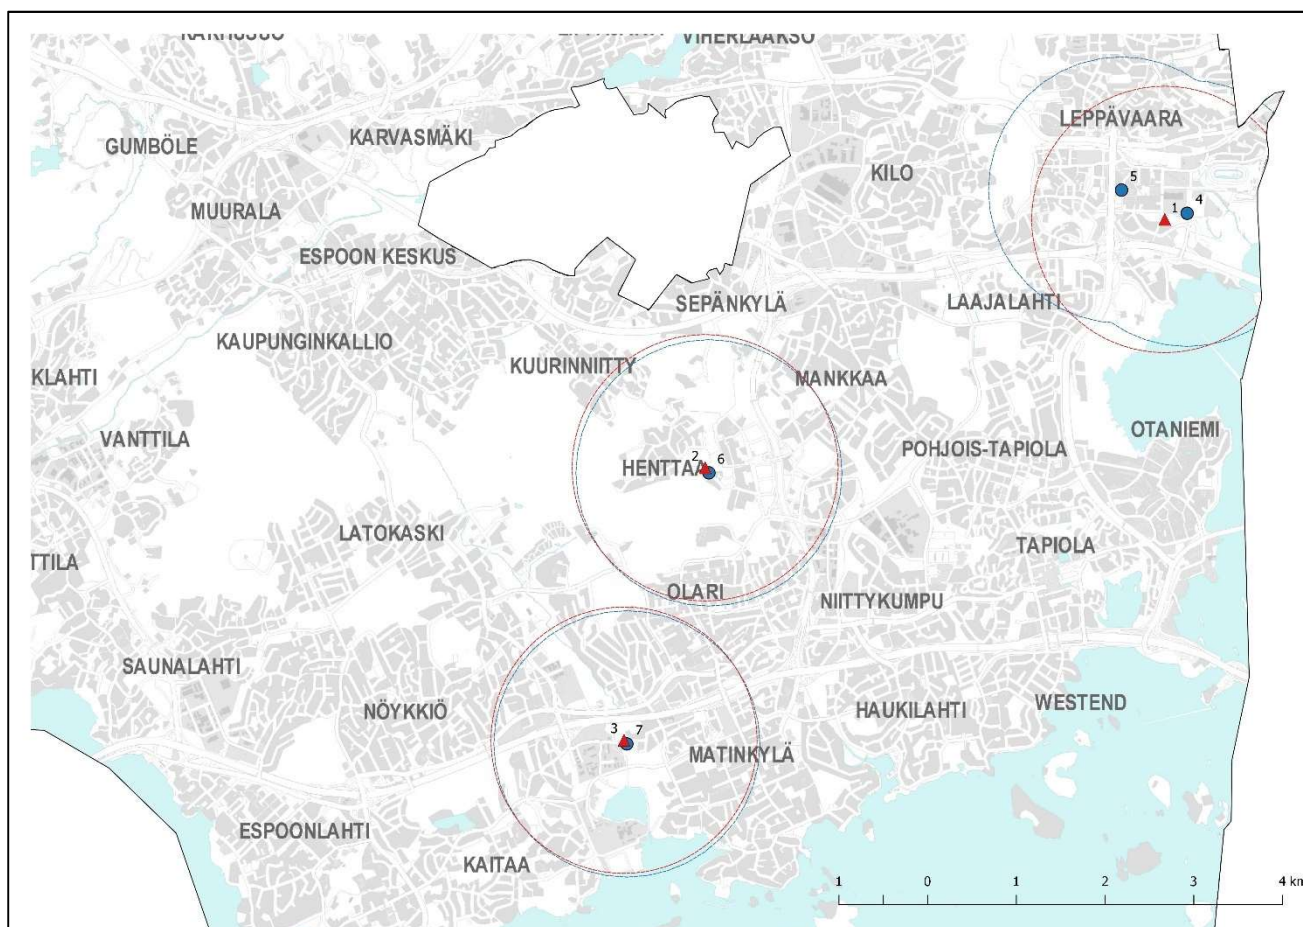 VIHERLAAKSO
LEPPÄVAARA
GUMBÖLE
KARVASMÄKI
KILO
5
MUURALA
1
4
ESPOON KESKUS
SEPÄNKYLÄ
LAAJALAHTI
KAUPUNGINKALLIO
KUURINNIITTY
KLAHTI
MANKKAA
VANTTILA
OTANIEMI
POHJOIS-TAPIOLA
HENTTAA
2
6
LATOKASKI
TAPIOLA
TTILA
OLARI
NIITTYKUMPU
SAUNALAHTI
NÖYKKIÖ
HAUKILAHTI
WESTEND
3
7
MATINKYLÄ
ESPOONLAHTI
KAITAA
1 0 1 2 3 4 km